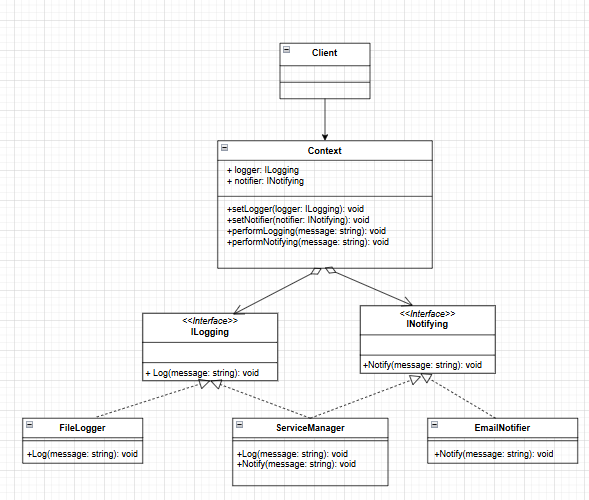 Client
Context
+ logger: ILogging
+ notifier: INotifying
+setLogger(logger: ILogging): void
+setNotifier(notifier: INotifying): void
+performLogging(message: string): void
+performNotifying(message: string): void
<<Interface>>
ILogging
+ Log(message: string): void
<<Interface>>
INotifying
+Notify(message: string): void
FileLogger
+Log(message: string): void
ServiceManager
+Log(message: string): void
+Notify(message: string): void
EmailNotifier
+Notify(message: string): void